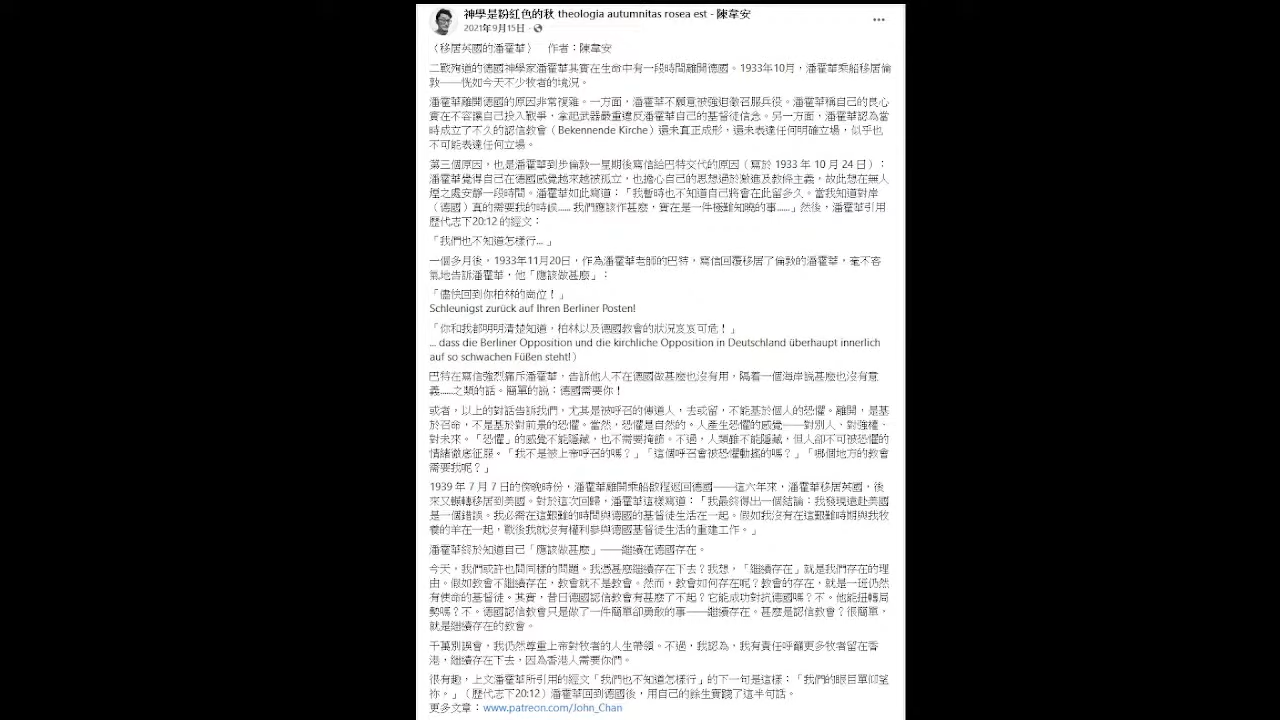 神學是粉紅色的秋 theologia autumnitas rosea est - 陳韋安
2021年9月15日 ·
〈移居英國的潘霍華〉　作者：陳韋安
二戰殉道的德國神學家潘霍華其實在生命中有一段時間離開德國。1933年10月，潘霍華乘船移居倫
敦——恍如今天不少牧者的境況。
潘霍華離開德國的原因非常複雜。一方面，潘霍華不願意被強迫徵召服兵役。潘霍華稱自己的良心
實在不容讓自己投入戰爭，拿起武器嚴重違反潘霍華自己的基督徒信念。另一方面，潘霍華認為當
時成立了不久的認信教會（Bekennende Kirche）還未真正成形，還未表達任何明確立場，似乎也
不可能表達任何立場。
第三個原因，也是潘霍華到步倫敦一星期後寫信給巴特交代的原因（寫於 1933 年 10 月 24 日）：
潘霍華覺得自己在德國感覺越來越被孤立，也擔心自己的思想過於激進及教條主義，故此想在無人
煙之處安靜一段時間。潘霍華如此寫道：「我暫時也不知道自己將會在此留多久。當我知道對岸
（德國）真的需要我的時候...... 我們應該作甚麼，實在是一件極難知曉的事......」然後，潘霍華引用
歷代志下20:12 的經文：
「我們也不知道怎樣行... 」
一個多月後，1933年11月20日，作為潘霍華老師的巴特，寫信回覆移居了倫敦的潘霍華，毫不客
氣地告訴潘霍華，他「應該做甚麼」：
「儘快回到你柏林的崗位！」
Schleunigst zurück auf Ihren Berliner Posten!
「你和我都明明清楚知道，柏林以及德國教會的狀況岌岌可危！」
... dass die Berliner Opposition und die kirchliche Opposition in Deutschland überhaupt innerlich
auf so schwachen Füßen steht!）
巴特在寫信強烈痛斥潘霍華，告訴他人不在德國做甚麼也沒有用，隔着一個海岸說甚麼也沒有意
義......之類的話。簡單的說：德國需要你！
或者，以上的對話告訴我們，尤其是被呼召的傳道人，去或留，不能基於個人的恐懼。離開，是基
於召命，不是基於對前景的恐懼。當然，恐懼是自然的。人產生恐懼的感覺——對別人、對強權、
對未來。「恐懼」的感覺不能隱藏，也不需要掩飾。不過，人類雖不能隱藏，但人卻不可被恐懼的
情緒徹底征服。「我不是被上帝呼召的嗎？」「這個呼召會被恐懼動搖的嗎？」「哪個地方的教會
需要我呢？」
1939 年 7 月 7 日的傍晚時份，潘霍華離開乘船啟程返回德國——這六年來，潘霍華移居英國，後
來又輾轉移居到美國。對於這次回歸，潘霍華這樣寫道：「我最終得出一個結論：我發現遠赴美國
是一個錯誤。我必需在這艱難的時間與德國的基督徒生活在一起。假如我沒有在這艱難時期與我牧
養的羊在一起，戰後我就沒有權利參與德國基督徒生活的重建工作。」
潘霍華終於知道自己「應該做甚麼」——繼續在德國存在。
今天，我們或許也問同樣的問題。我憑甚麼繼續存在下去？我想，「繼續存在」就是我們存在的理
由。假如教會不繼續存在，教會就不是教會。然而，教會如何存在呢？教會的存在，就是一班仍然
有使命的基督徒。其實，昔日德國認信教會有甚麼了不起？它能成功對抗德國嗎？不。他能扭轉局
勢嗎？不。德國認信教會只是做了一件簡單卻勇敢的事——繼續存在。甚麼是認信教會？很簡單，
就是繼續存在的教會。
千萬別誤會，我仍然尊重上帝對牧者的人生帶領。不過，我認為，我有責任呼籲更多牧者留在香
港，繼續存在下去，因為香港人需要你們。
很有趣，上文潘霍華所引用的經文「我們也不知道怎樣行」的下一句是這樣：「我們的眼目單仰望
祢。」（歷代志下20:12）潘霍華回到德國後，用自己的餘生實踐了這半句話。
更多文章：www.patreon.com/John_Chan